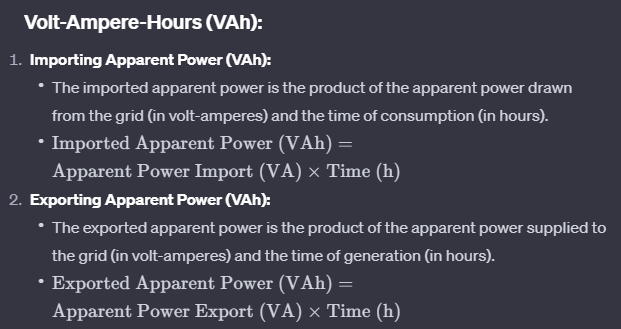 Volt-Ampere-Hours (VAh):
1. Importing Apparent Power (VAh):
• The imported apparent power is the product of the apparent power drawn
from the grid (in volt-amperes) and the time of consumption (in hours).
• Imported Apparent Power (VAh) =
Apparent Power Import (VA) × Time (h)
2. Exporting Apparent Power (VAh):
• The exported apparent power is the product of the apparent power supplied to
the grid (in volt-amperes) and the time of generation (in hours).
• Exported Apparent Power (VAh) =
Apparent Power Export (VA) × Time (h)